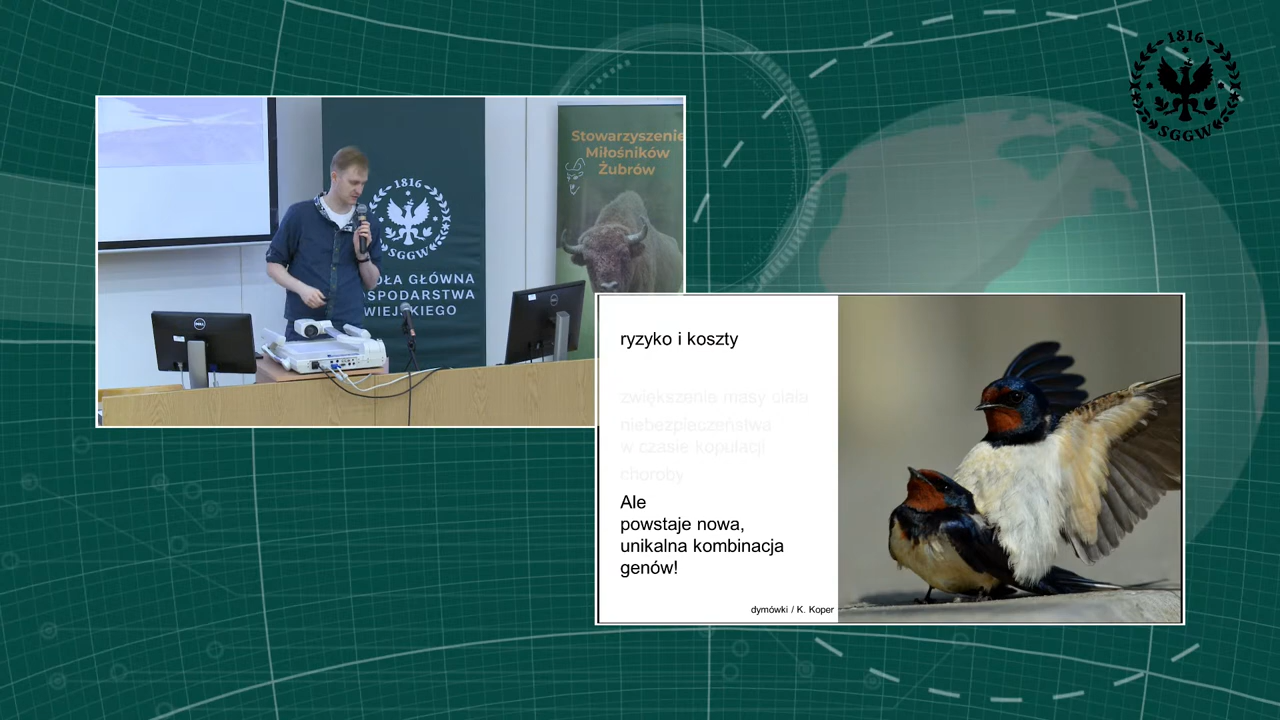 1816
SGGW
Stowarzyszenie
Miłośników
Żubrów
1816
SGGW
OŁA GŁÓWNA
OSPODARSTWA
WIEJSKIEGO
DELL
ryzyko i koszty
zwiększenie masy ciała
niebezpieczeństwa
w czasie kopulacji
choroby
Ale
powstaje nowa,
unikalna kombinacja
genów!
dymówki / K. Koper